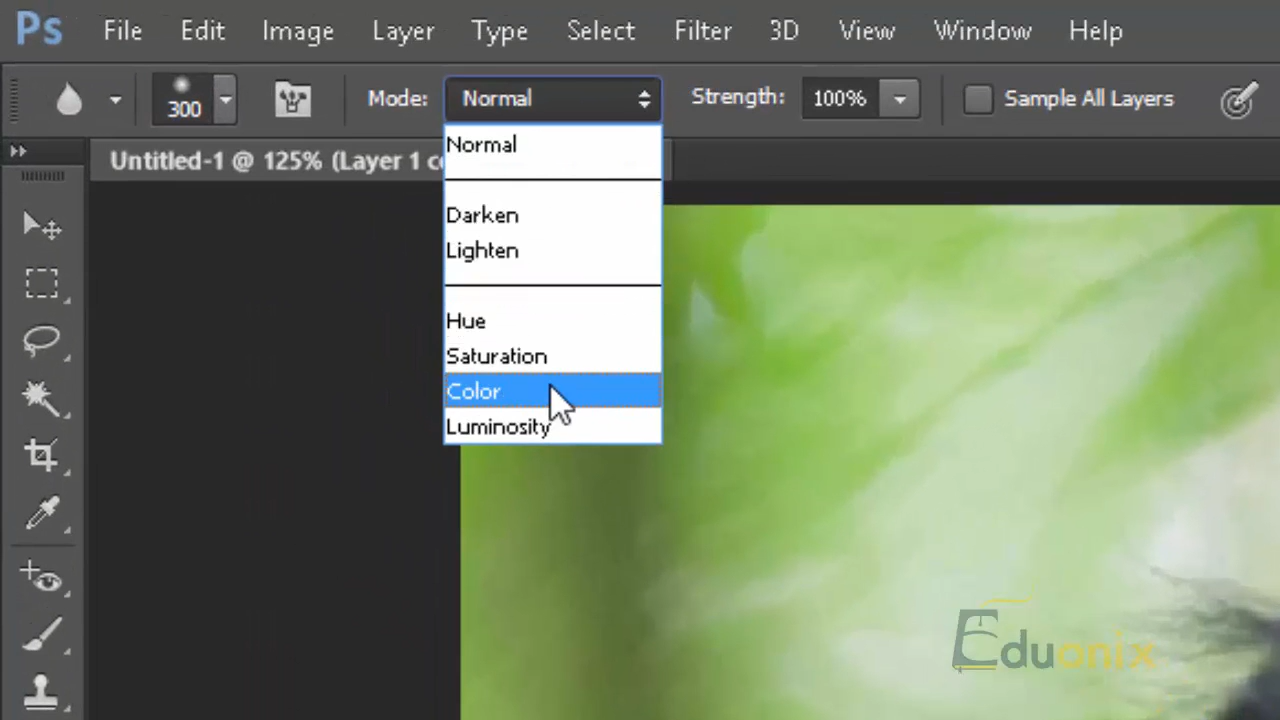 Ps File Edit Image Layer Type Select Filter 3D View Window Help
300 Mode: Normal Strength: 100% Sample All Layers
Untitled-1 @ 125% (Layer 1 c
Normal
Darken
Lighten
Hue
Saturation
Color
Luminosity
Eduonix